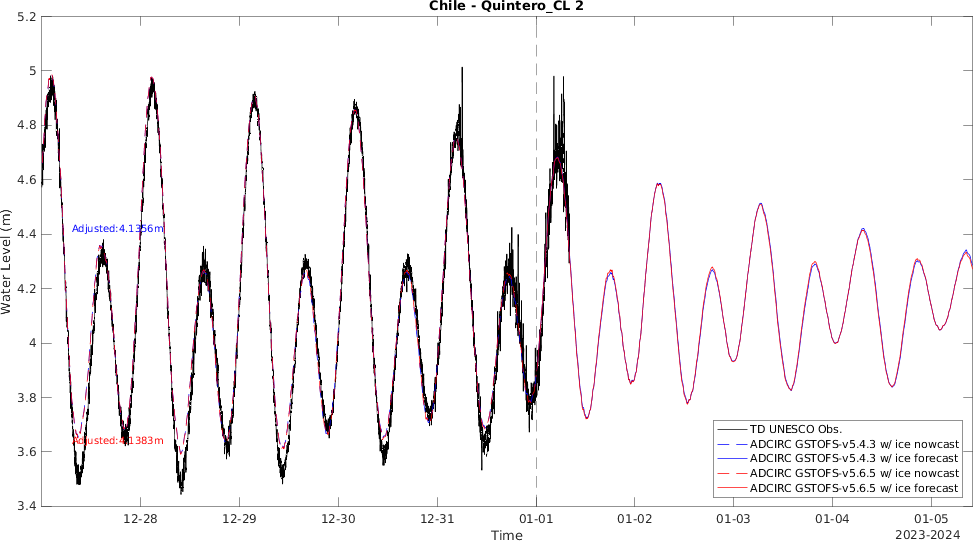 Chile - Quintero_CL 2
5.2
5
4.8
4.6
4.4
4.2
4
3.8
3.6
3.4
Water Level (m)
Adjusted:4.1356m
Adjusted:4.1383m
TD UNESCO Obs.
ADCIRC GSTOFS-v5.4.3 w/ ice nowcast
ADCIRC GSTOFS-v5.4.3 w/ ice forecast
ADCIRC GSTOFS-v5.6.5 w/ ice nowcast
ADCIRC GSTOFS-v5.6.5 w/ ice forecast
12-28 12-29 12-30 12-31 01-01 01-02 01-03 01-04 01-05
2023-2024
Time